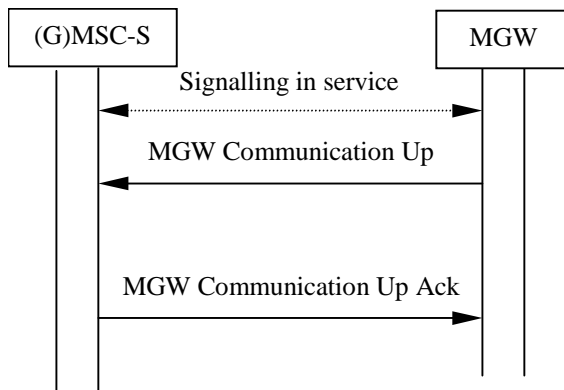 (G)MSC-S
MGW
Signalling in service
MGW Communication Up
MGW Communication Up Ack